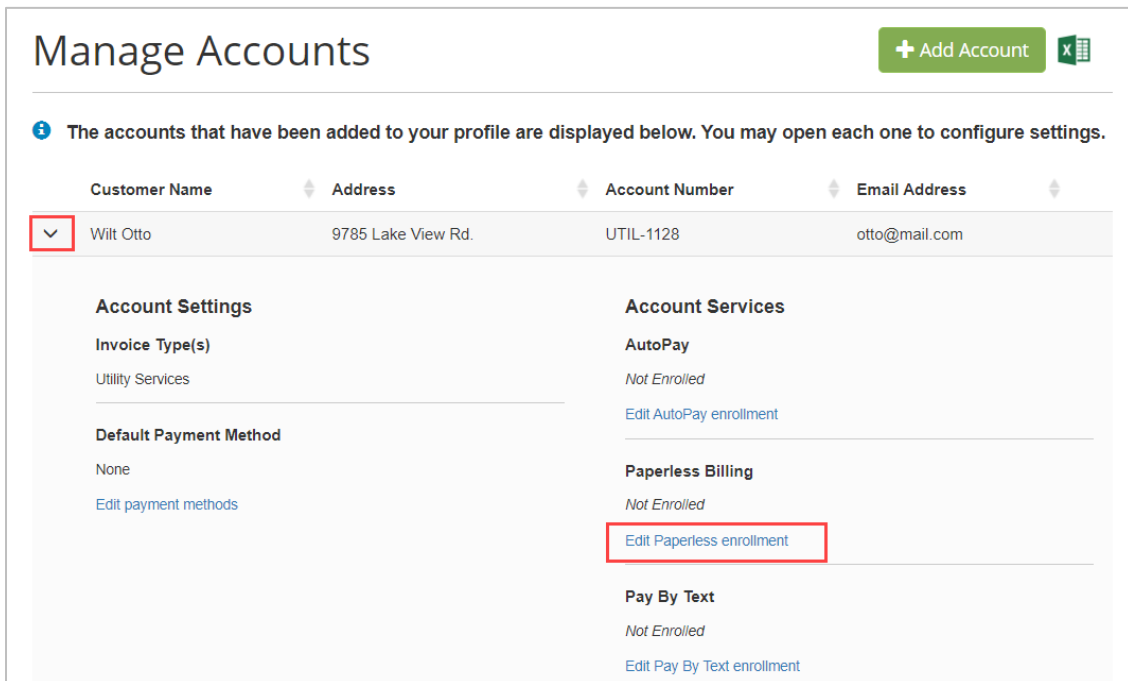 Manage Accounts
Add Account
The accounts that have been added to your profile are displayed below. You may open each one to configure settings.
Customer Name Address Account Number Email Address
Wilt Otto 9785 Lake View Rd. UTIL-1128 otto@mail.com
Account Settings
Invoice Type(s)
Utility Services
Default Payment Method
None
Edit payment methods
Account Services
AutoPay
Not Enrolled
Edit AutoPay enrollment
Paperless Billing
Not Enrolled
Edit Paperless enrollment
Pay By Text
Not Enrolled
Edit Pay By Text enrollment